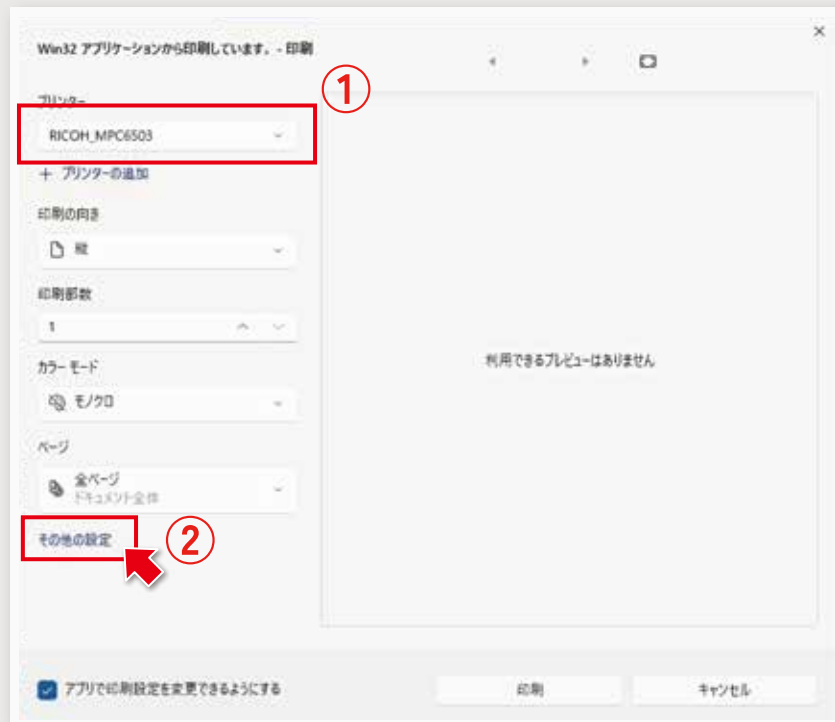 Win32 アプリケーションから印刷しています。 - 印刷
①
プリンター
RICOH_MPC6503
+ プリンターの追加
印刷の向き
縦
印刷部数
1
カラー モード
モノクロ
ページ
全ページ
ドキュメント全体
その他の設定
②
利用できるプレビューはありません
アプリで印刷設定を変更できるようにする
印刷
キャンセル